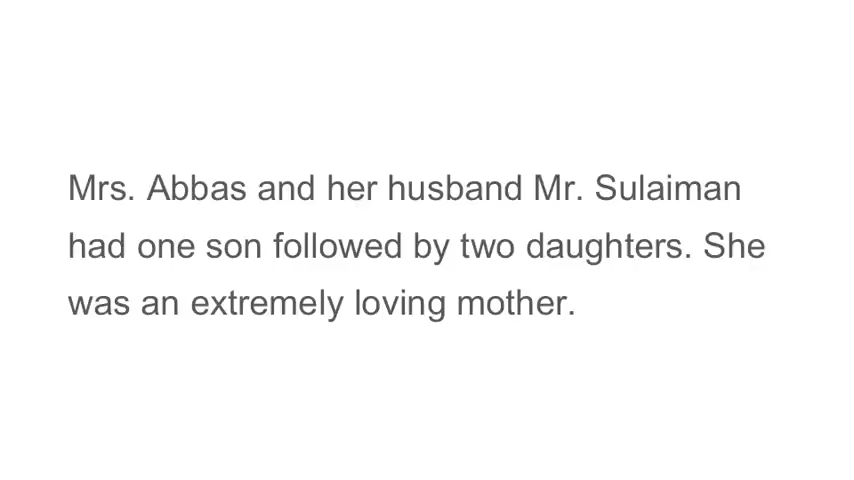 Mrs. Abbas and her husband Mr. Sulaiman
had one son followed by two daughters. She
was an extremely loving mother.